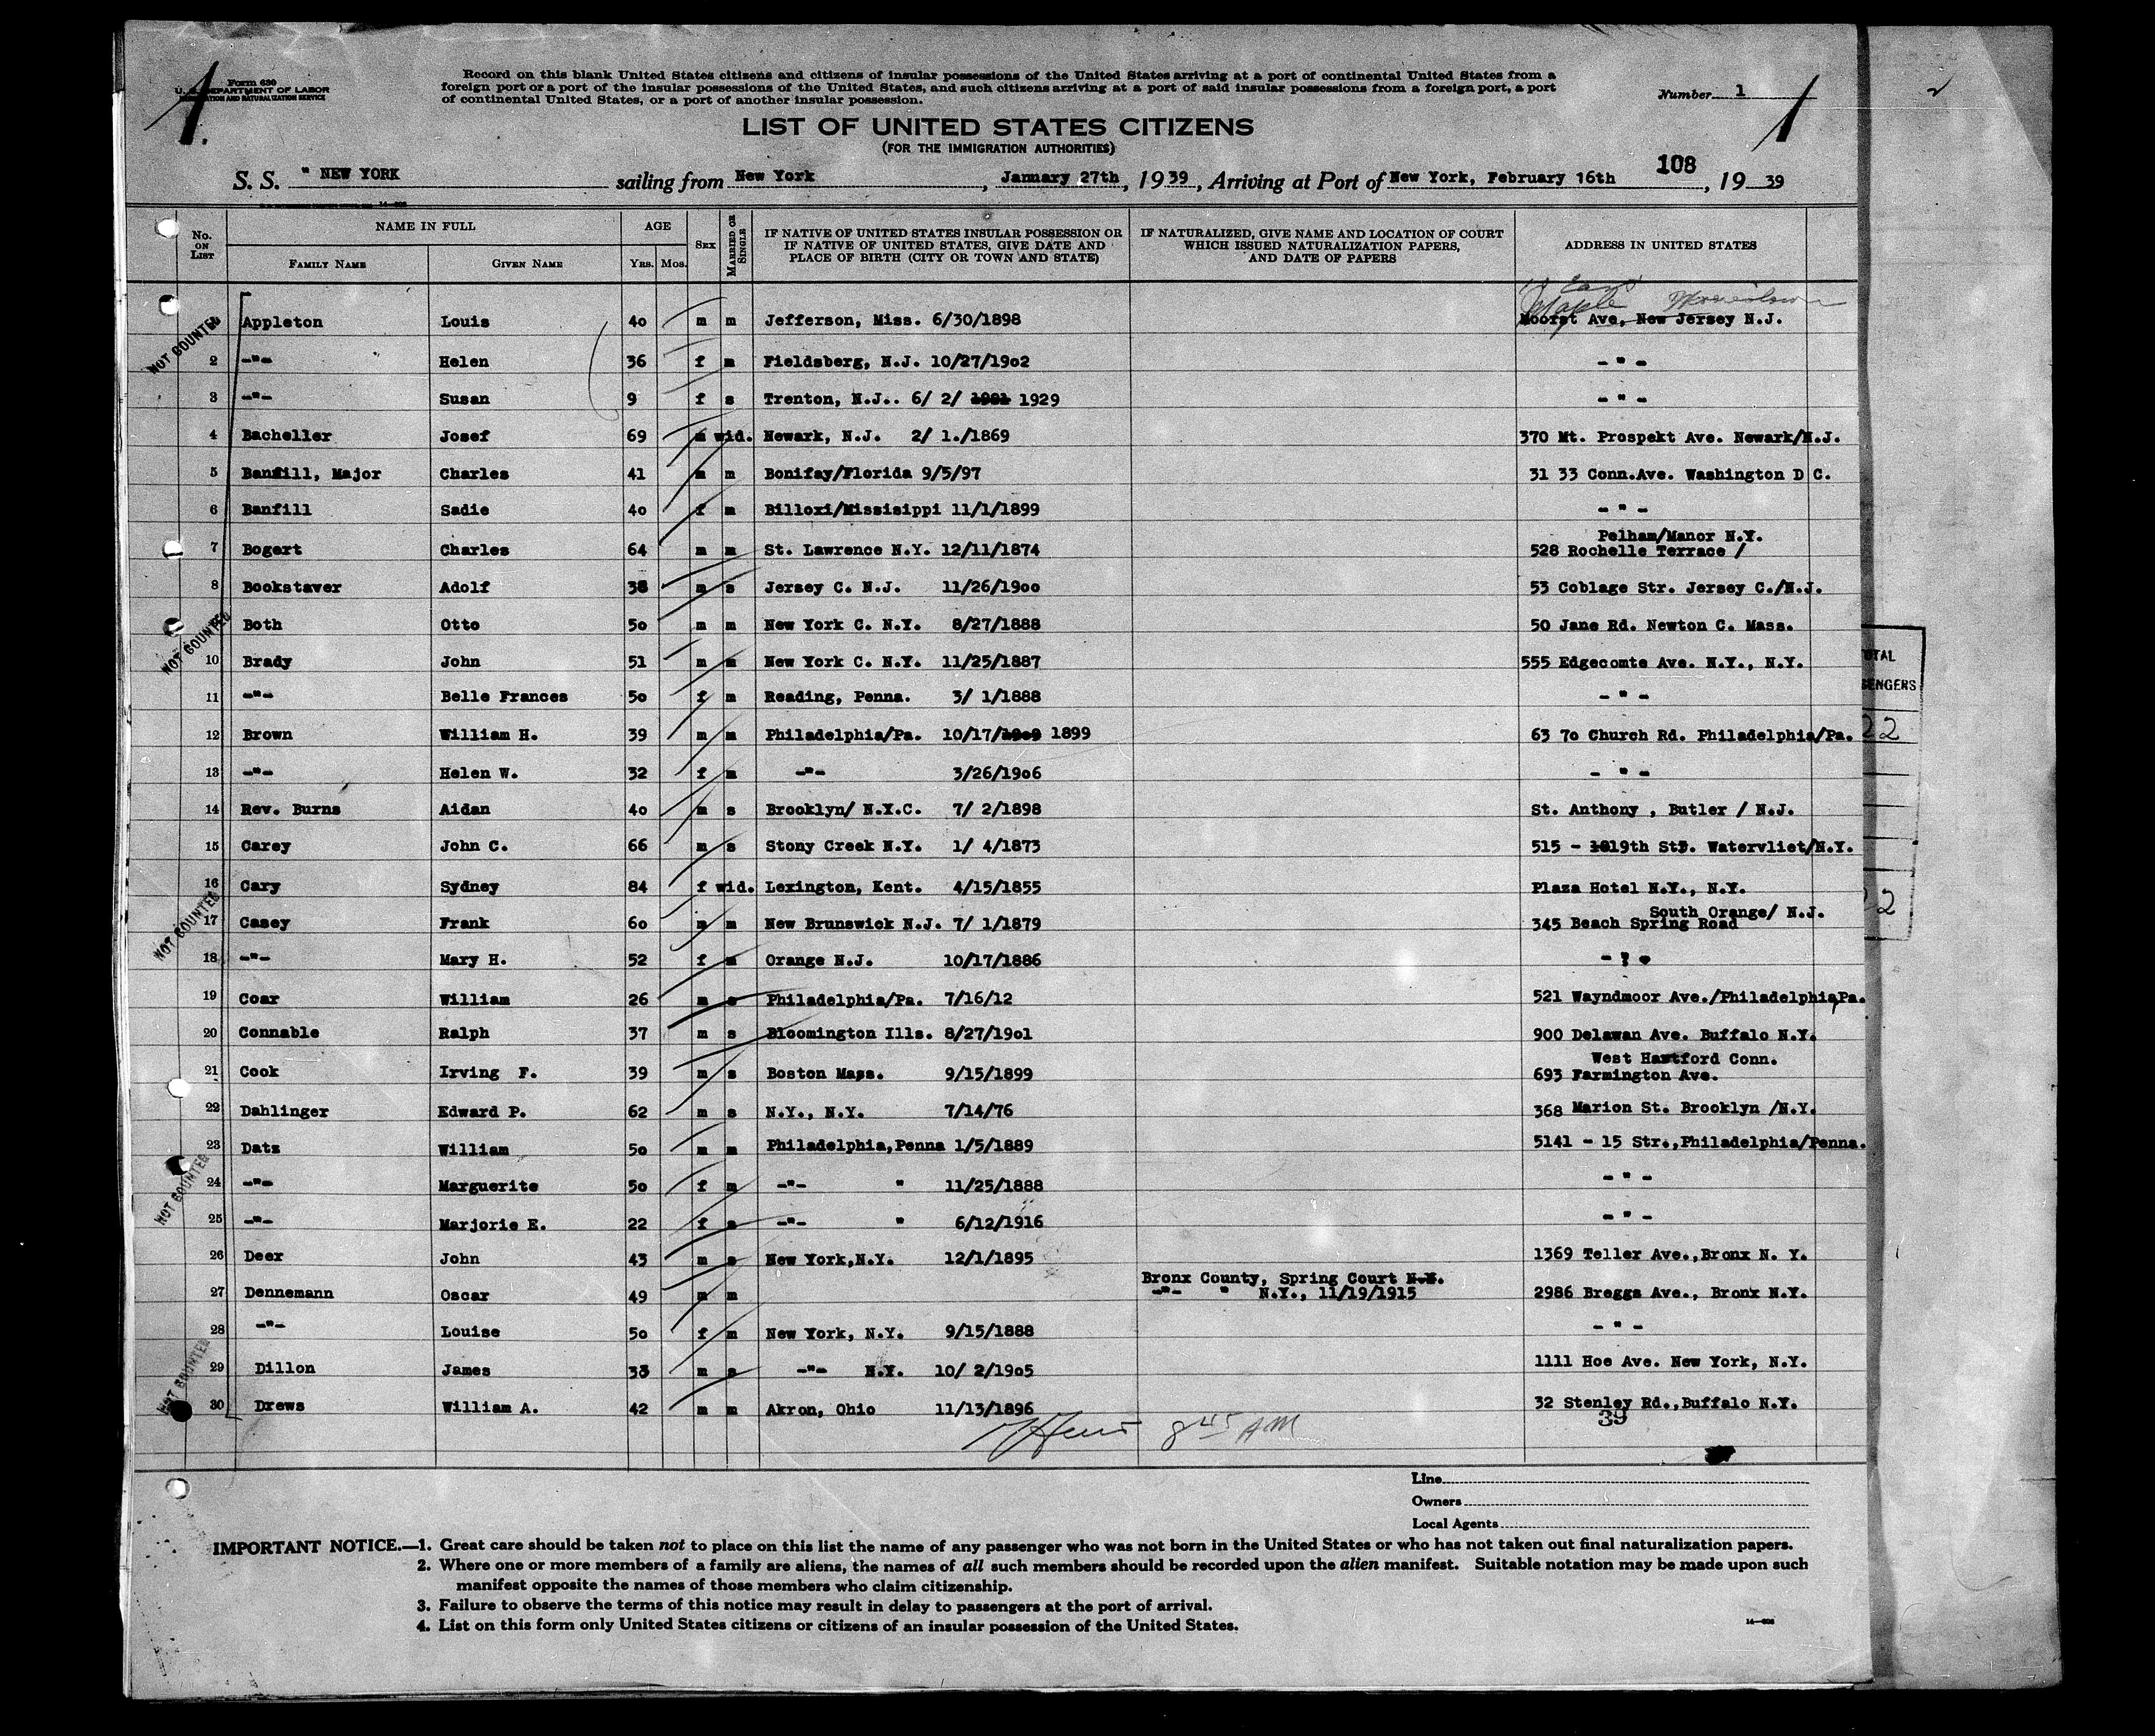 Form 630
U. S. DEPARTMENT OF LABOR
IMMIGRATION AND NATURALIZATION SERVICE
Record on this blank United States citizens and citizens of insular possessions of the United States arriving at a port of continental United States from a
foreign port or a port of the insular possessions of the United States, and such citizens arriving at a port of said insular possessions from a foreign port, a port
of continental United States, or a port of another insular possession.
Number 1
1
1
LIST OF UNITED STATES CITIZENS
(FOR THE IMMIGRATION AUTHORITIES)
108
S. S. " NEW YORK sailing from New York, January 27th, 1939, Arriving at Port of New York, February 16th, 1939
No. on List NAME IN FULL AGE Sex Married or Single IF NATIVE OF UNITED STATES INSULAR POSSESSION OR IF NATIVE OF UNITED STATES, GIVE DATE AND PLACE OF BIRTH (CITY OR TOWN AND STATE) IF NATURALIZED, GIVE NAME AND LOCATION OF COURT WHICH ISSUED NATURALIZATION PAPERS, AND DATE OF PAPERS ADDRESS IN UNITED STATES
Family Name Given Name Yrs. Mos.
Maple Morristown
Appleton Louis 40 m m Jefferson, Miss. 6/30/1898 Ave, New Jersey N.J.
NOT COUNTED
2 -"- Helen 36 f m Fieldsberg, N.J. 10/27/1902 - " -
3 -"- Susan 9 f s Trenton, N.J.. 6/ 2/ 1929 - " -
4 Bacheller Josef 69 m wid. Newark, N.J. 2/ 1./1869 370 Mt. Prospekt Ave. Newark/N.J.
5 Banfill, Major Charles 41 m m Bonifay/Florida 9/5/97 31 33 Conn.Ave. Washington D C.
6 Banfill Sadie 40 f m Billoxi/Missisippi 11/1/1899 - " -
Pelham/Manor N.Y.
7 Bogert Charles 64 m m St. Lawrence N.Y. 12/11/1874 528 Rochelle Terrace /
8 Bookstaver Adolf 38 m s Jersey C. N.J. 11/26/1900 53 Coblage Str. Jersey C./N.J.
Both Otto 50 m m New York C. N.Y. 8/27/1888 50 Jane Rd. Newton C. Mass.
NOT COUNTED
10 Brady John 51 m m New York C. N.Y. 11/25/1887 555 Edgecomte Ave. N.Y., N.Y.
11 -"- Belle Frances 50 f m Reading, Penna. 3/ 1/1888 - " -
12 Brown William H. 39 m m Philadelphia/Pa. 10/17/1909 1899 63 70 Church Rd. Philadelphia/Pa.
13 -"- Helen W. 32 f m -"- 3/26/1906 - " -
14 Rev. Burns Aidan 40 m s Brooklyn/ N.Y.C. 7/ 2/1898 St. Anthony , Butler / N.J.
15 Carey John C. 66 m s Stony Creek N.Y. 1/ 4/1873 515 - 19th Str. Watervliet/N.Y.
16 Cary Sydney 84 f wid. Lexington, Kent. 4/15/1855 Plaza Hotel N.Y., N.Y.
NOT COUNTED
South Orange/ N.J.
17 Casey Frank 60 m m New Brunswick N.J. 7/ 1/1879 345 Beach Spring Road
18 -"- Mary H. 52 f m Orange N.J. 10/17/1886 - " -
19 Coar William 26 m s Philadelphia/Pa. 7/16/12 521 Wayndmoor Ave./Philadelphia,Pa.
20 Connable Ralph 37 m s Bloomington Ills. 8/27/1901 900 Delawan Ave. Buffalo N.Y.
West Hartford Conn.
21 Cook Irving F. 39 m s Boston Mass. 9/15/1899 693 Farmington Ave.
22 Dahlinger Edward P. 62 m s N.Y., N.Y. 7/14/76 368 Marion St. Brooklyn /N.Y.
23 Datz William 50 m m Philadelphia,Penna 1/5/1889 5141 - 15 Str.,Philadelphia/Penna.
NOT COUNTED
24 -"- Marguerite 50 f m -"- " 11/25/1888 - " -
25 -"- Marjorie E. 22 f s -"- " 6/12/1916 - " -
26 Deer John 43 m s New York,N.Y. 12/1/1895 1369 Teller Ave.,Bronx N. Y.
Bronx County, Spring Court N.Y.
27 Dennemann Oscar 49 m m -"- " N.Y., 11/19/1915 2986 Breggs Ave., Bronx N.Y.
28 -"- Louise 50 f m New York, N.Y. 9/15/1888 - " -
29 Dillon James 33 m s -"- N.Y. 10/ 2/1905 1111 Hoe Ave. New York, N.Y.
NOT COUNTED
30 Drews William A. 42 m m Akron, Ohio 11/13/1896 32 Stenley Rd.,Buffalo N.Y.
39
8 45 AM
TOTAL
PASSENGERS
22
2
Line
Owners
Local Agents
IMPORTANT NOTICE.—1. Great care should be taken not to place on this list the name of any passenger who was not born in the United States or who has not taken out final naturalization papers.
2. Where one or more members of a family are aliens, the names of all such members should be recorded upon the alien manifest. Suitable notation may be made upon such
manifest opposite the names of those members who claim citizenship.
3. Failure to observe the terms of this notice may result in delay to passengers at the port of arrival.
4. List on this form only United States citizens or citizens of an insular possession of the United States.